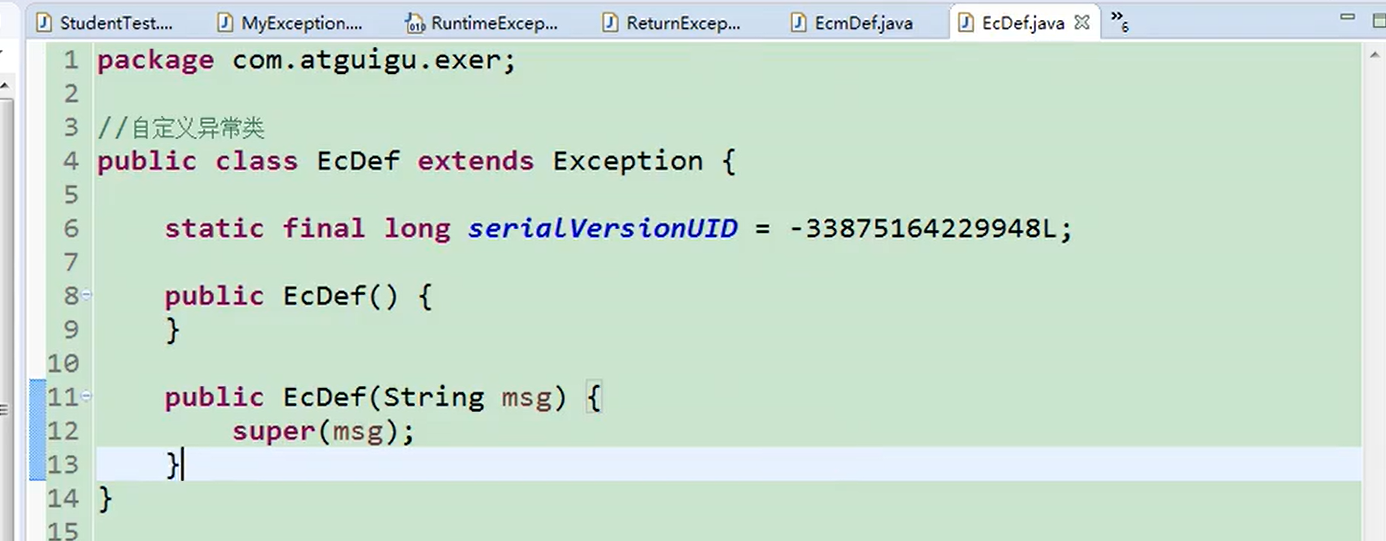 StudentTest.... MyException.... RuntimeExcep... ReturnExcep... EcmDef.java EcDef.java »6
1 package com.atguigu.exer;
2
3 //自定义异常类
4 public class EcDef extends Exception {
5
6 static final long serialVersionUID = -33875164229948L;
7
8 public EcDef() {
9 }
10
11 public EcDef(String msg) {
12 super(msg);
13 }
14 }
15